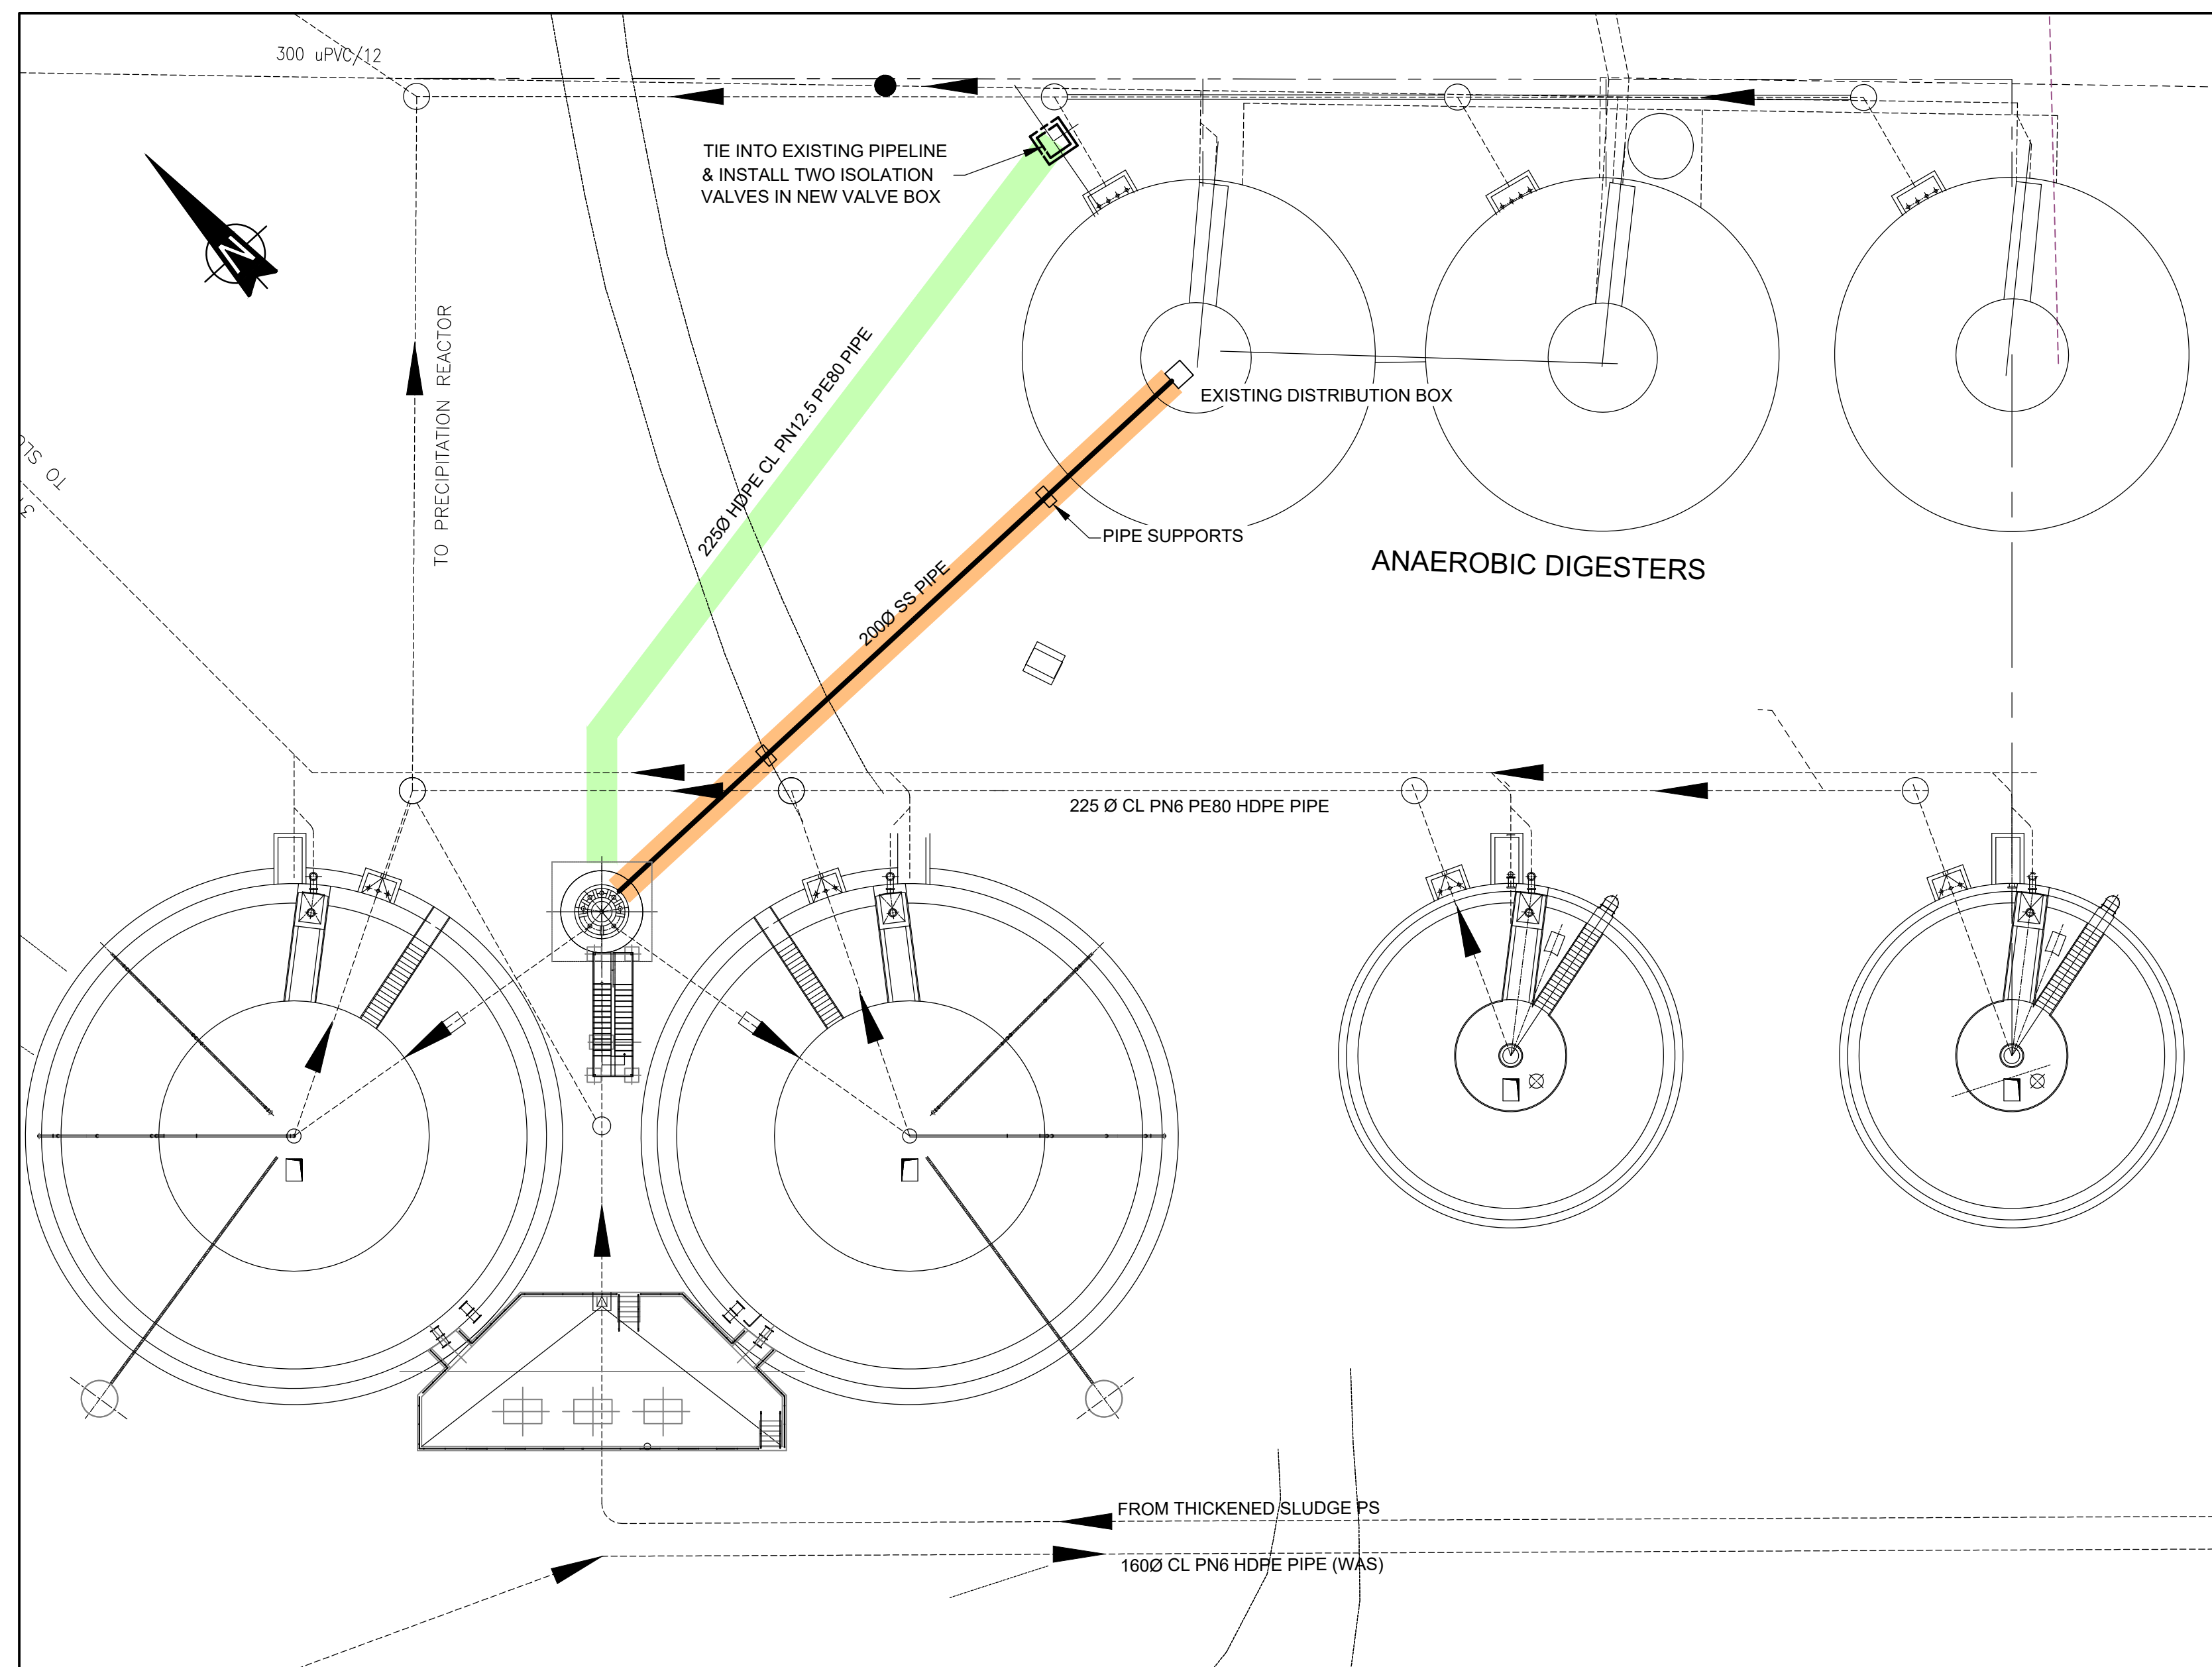 300 uPVC/12
TIE INTO EXISTING PIPELINE
& INSTALL TWO ISOLATION
VALVES IN NEW VALVE BOX
N
TO PRECIPITATION REACTOR
225Ø HDPE CL PN12.5 PE80 PIPE
EXISTING DISTRIBUTION BOX
TO SLU
PIPE SUPPORTS
ANAEROBIC DIGESTERS
200Ø SS PIPE
225 Ø CL PN6 PE80 HDPE PIPE
FROM THICKENED SLUDGE PS
160Ø CL PN6 HDPE PIPE (WAS)